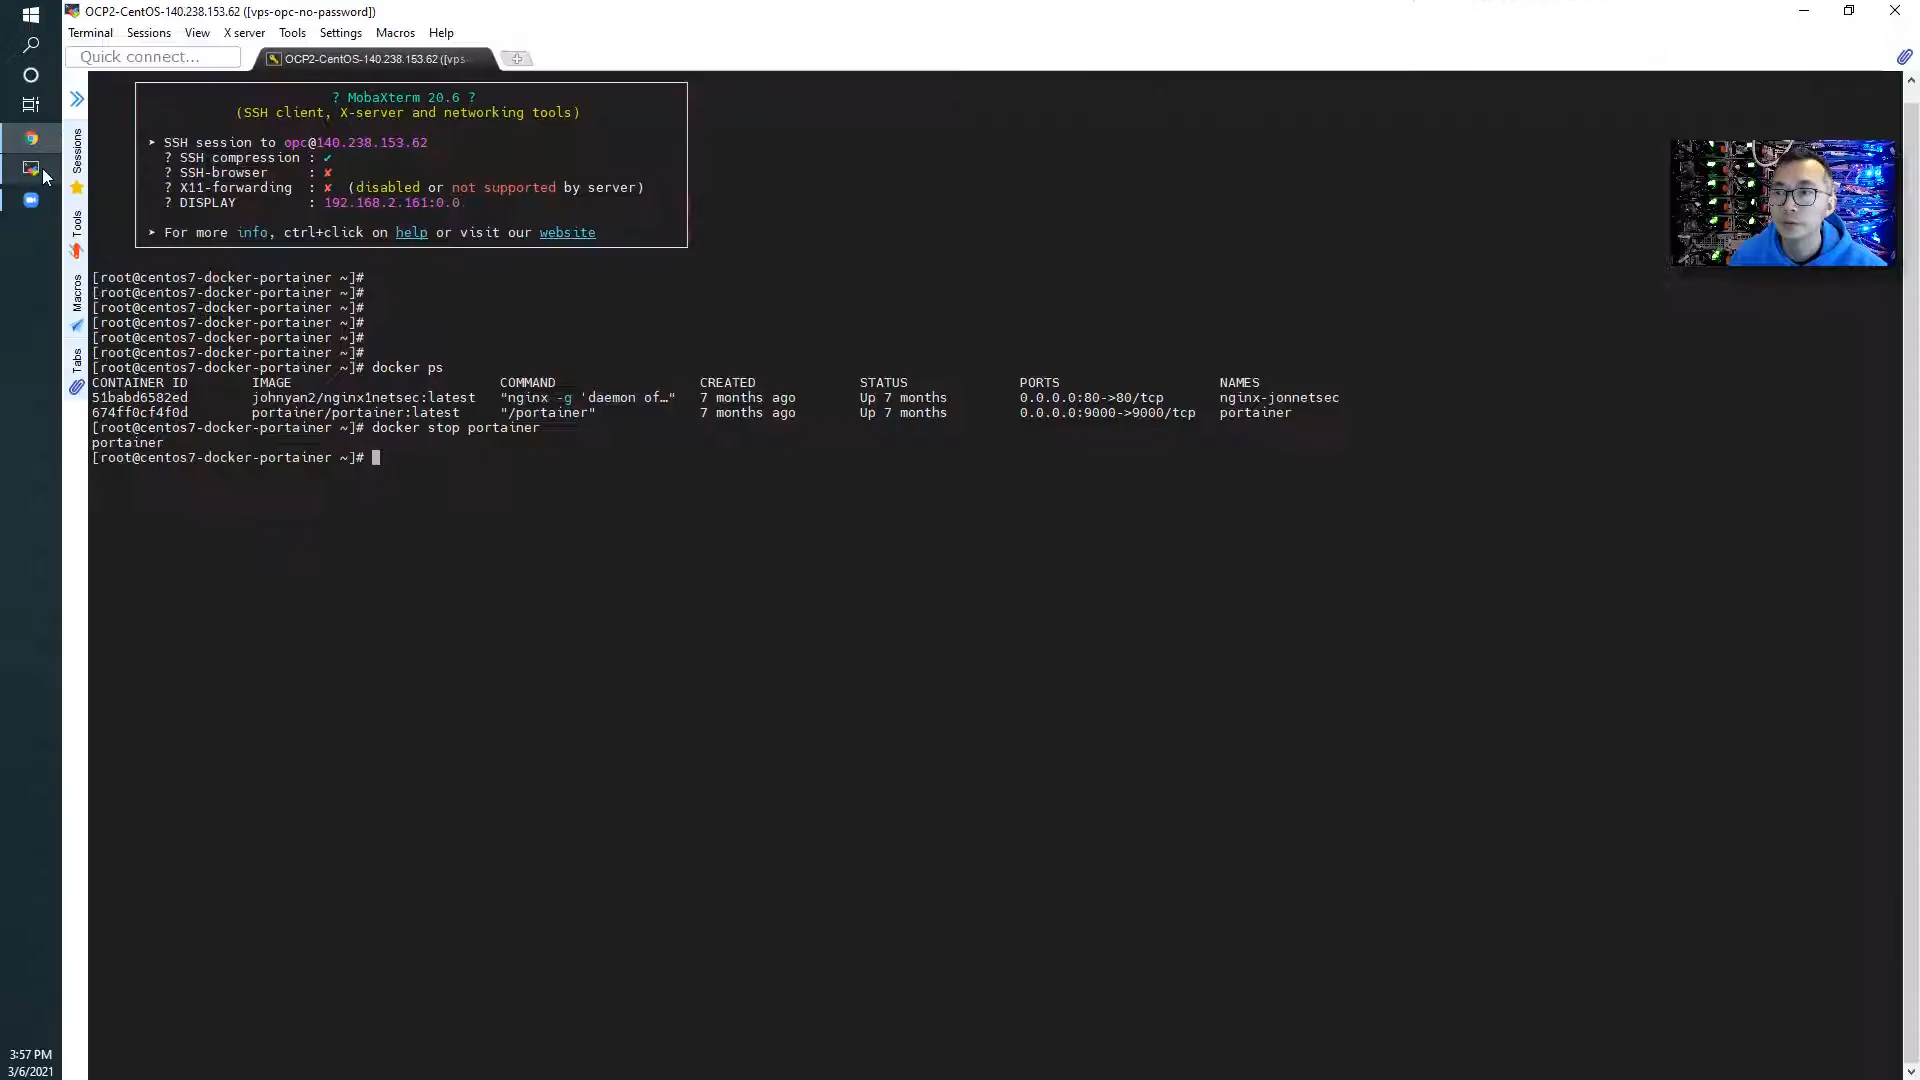 OCP2-CentOS-140.238.153.62 ([vps-opc-no-password])
Terminal Sessions View X server Tools Settings Macros Help
Quick connect...
OCP2-CentOS-140.238.153.62 ([vps-
? MobaXterm 20.6 ?
(SSH client, X-server and networking tools)
➤ SSH session to opc@140.238.153.62
? SSH compression : ✔
? SSH-browser : ✘
? X11-forwarding : ✘ (disabled or not supported by server)
? DISPLAY : 192.168.2.161:0.0
➤ For more info, ctrl+click on help or visit our website
Sessions
Tools
Macros
Tabs
[root@centos7-docker-portainer ~]#
[root@centos7-docker-portainer ~]#
[root@centos7-docker-portainer ~]#
[root@centos7-docker-portainer ~]#
[root@centos7-docker-portainer ~]#
[root@centos7-docker-portainer ~]#
[root@centos7-docker-portainer ~]# docker ps
CONTAINER ID IMAGE COMMAND CREATED STATUS PORTS NAMES
51babd6582ed johnyan2/nginx1netsec:latest "nginx -g 'daemon of…" 7 months ago Up 7 months 0.0.0.0:80->80/tcp nginx-jonnetsec
674ff0cf4f0d portainer/portainer:latest "/portainer" 7 months ago Up 7 months 0.0.0.0:9000->9000/tcp portainer
[root@centos7-docker-portainer ~]# docker stop portainer
portainer
[root@centos7-docker-portainer ~]#
3:57 PM
3/6/2021